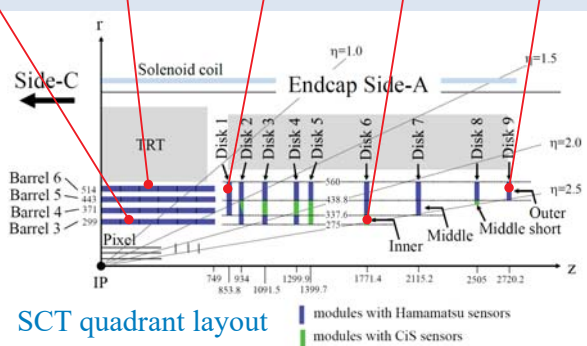 r
η=1.0
η=1.5
Side-C
Solenoid coil
Endcap Side-A
TRT
Disk 1
Disk 2
Disk 3
Disk 4
Disk 5
Disk 6
Disk 7
Disk 8
Disk 9
η=2.0
η=2.5
Barrel 6
Barrel 5
Barrel 4
Barrel 3
514
443
371
299
560
438.8
337.6
275
Outer
Middle short
Middle
Inner
Pixel
IP
z
749
853.8
934
1091.5
1299.9
1399.7
1771.4
2115.2
2505
2720.2
SCT quadrant layout
modules with Hamamatsu sensors
modules with CiS sensors